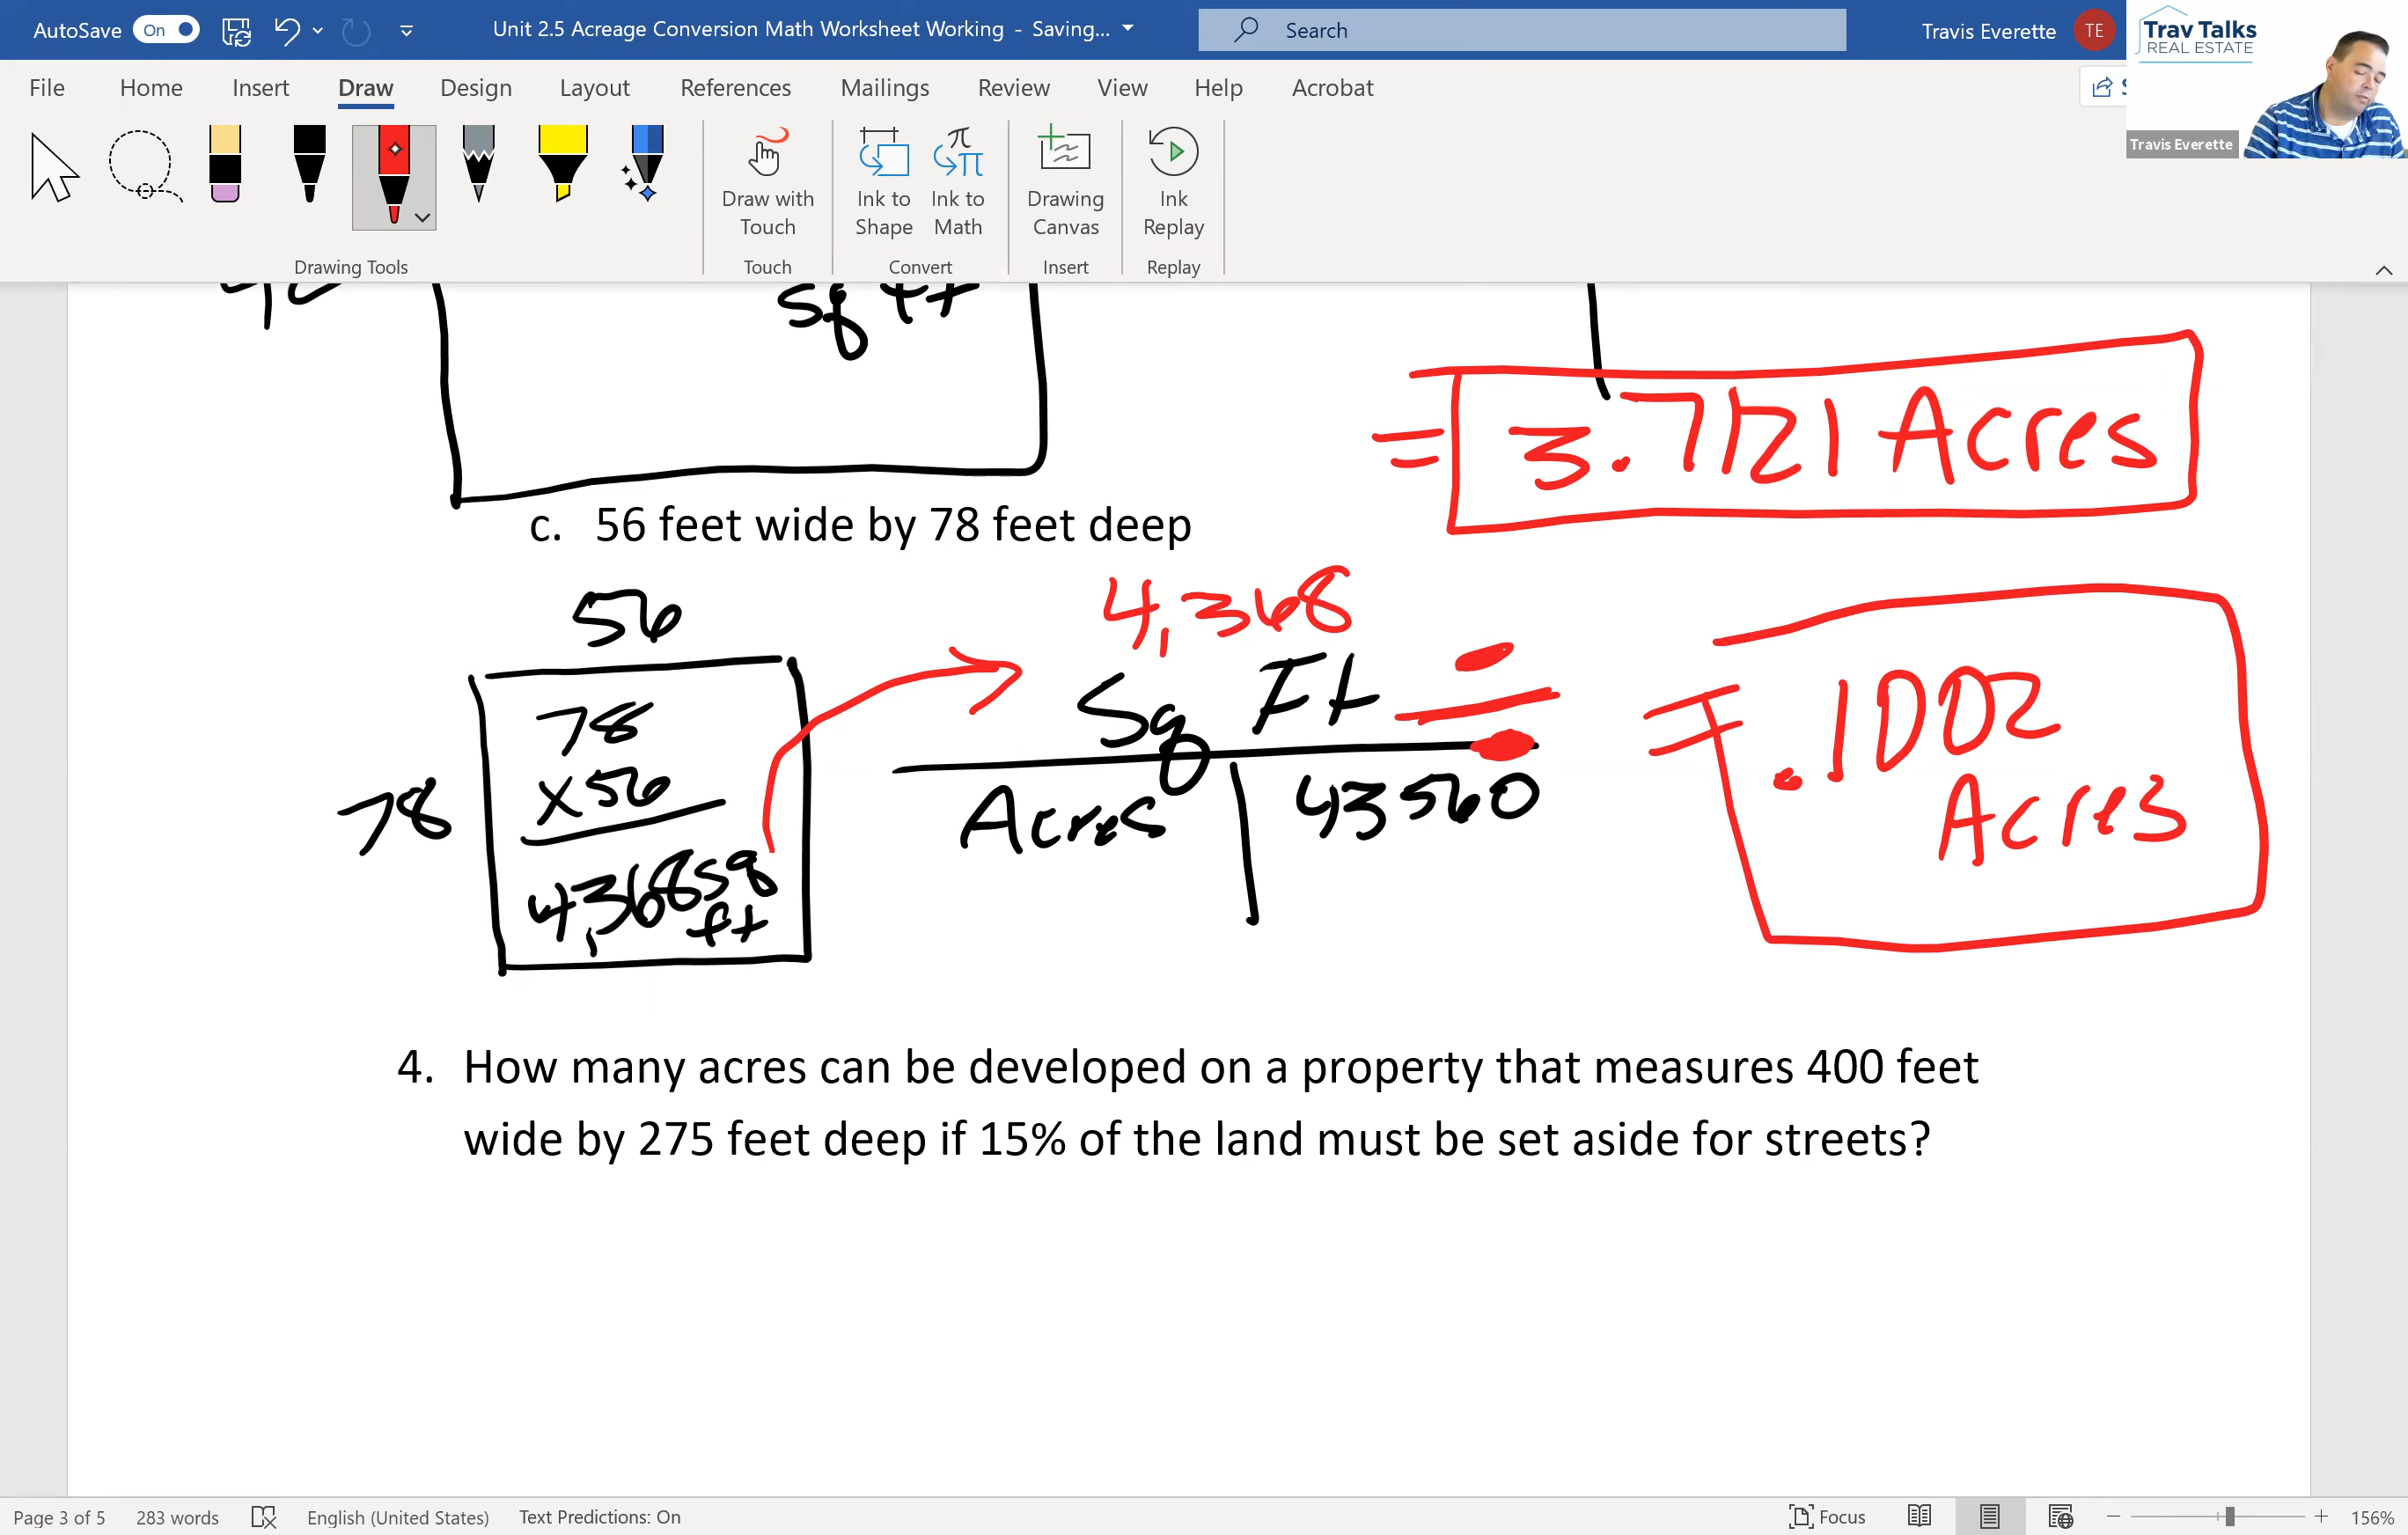 AutoSave On
Unit 2.5 Acreage Conversion Math Worksheet Working - Saving...
Search
Travis Everette TE
Trav Talks
REAL ESTATE
Travis Everette
File Home Insert Draw Design Layout References Mailings Review View Help Acrobat
Draw with Touch
Ink to Shape
Ink to Math
Drawing Canvas
Ink Replay
Drawing Tools Touch Convert Insert Replay
sq ft
= 3.7121 Acres
c. 56 feet wide by 78 feet deep
56
78
78
x56
4,368 sq ft
4,368
Sq Ft ÷
Acres | 43560
= .1002
Acres
4. How many acres can be developed on a property that measures 400 feet
wide by 275 feet deep if 15% of the land must be set aside for streets?
Page 3 of 5 283 words English (United States) Text Predictions: On Focus 156%